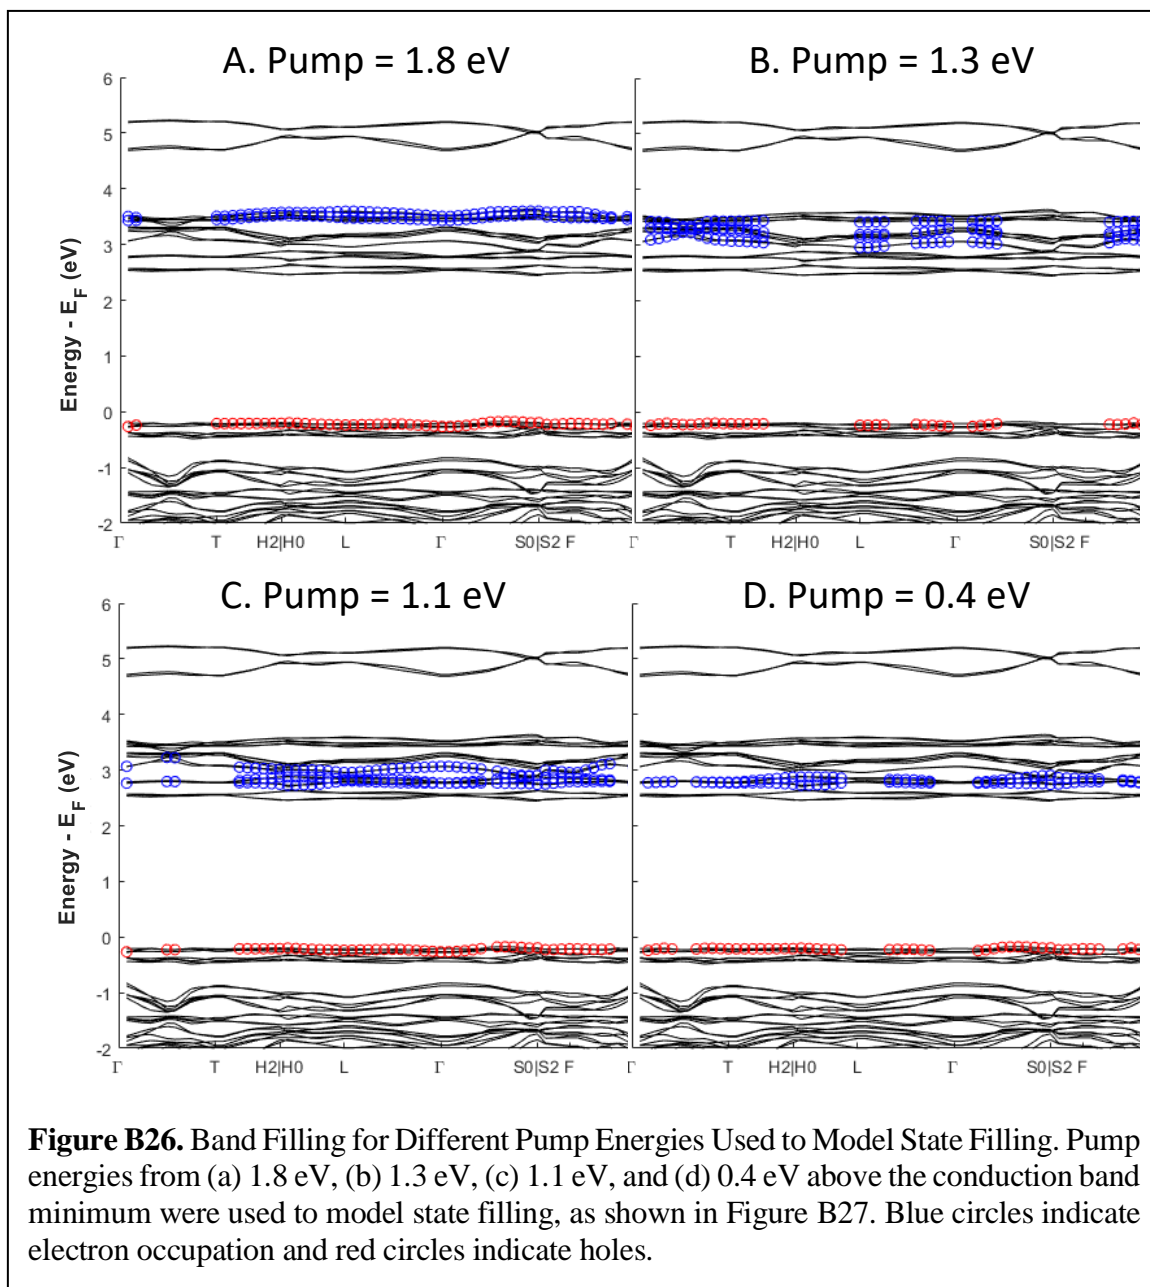 A. Pump = 1.8 eV
B. Pump = 1.3 eV
6
5
4
3
2
1
0
-1
-2
Energy - E_F (eV)
Γ T H2|H0 L Γ S0|S2 F Γ T H2|H0 L Γ S0|S2 F
C. Pump = 1.1 eV
D. Pump = 0.4 eV
6
5
4
3
2
1
0
-1
-2
Energy - E_F (eV)
Γ T H2|H0 L Γ S0|S2 F Γ T H2|H0 L Γ S0|S2 F
Figure B26. Band Filling for Different Pump Energies Used to Model State Filling. Pump
energies from (a) 1.8 eV, (b) 1.3 eV, (c) 1.1 eV, and (d) 0.4 eV above the conduction band
minimum were used to model state filling, as shown in Figure B27. Blue circles indicate
electron occupation and red circles indicate holes.